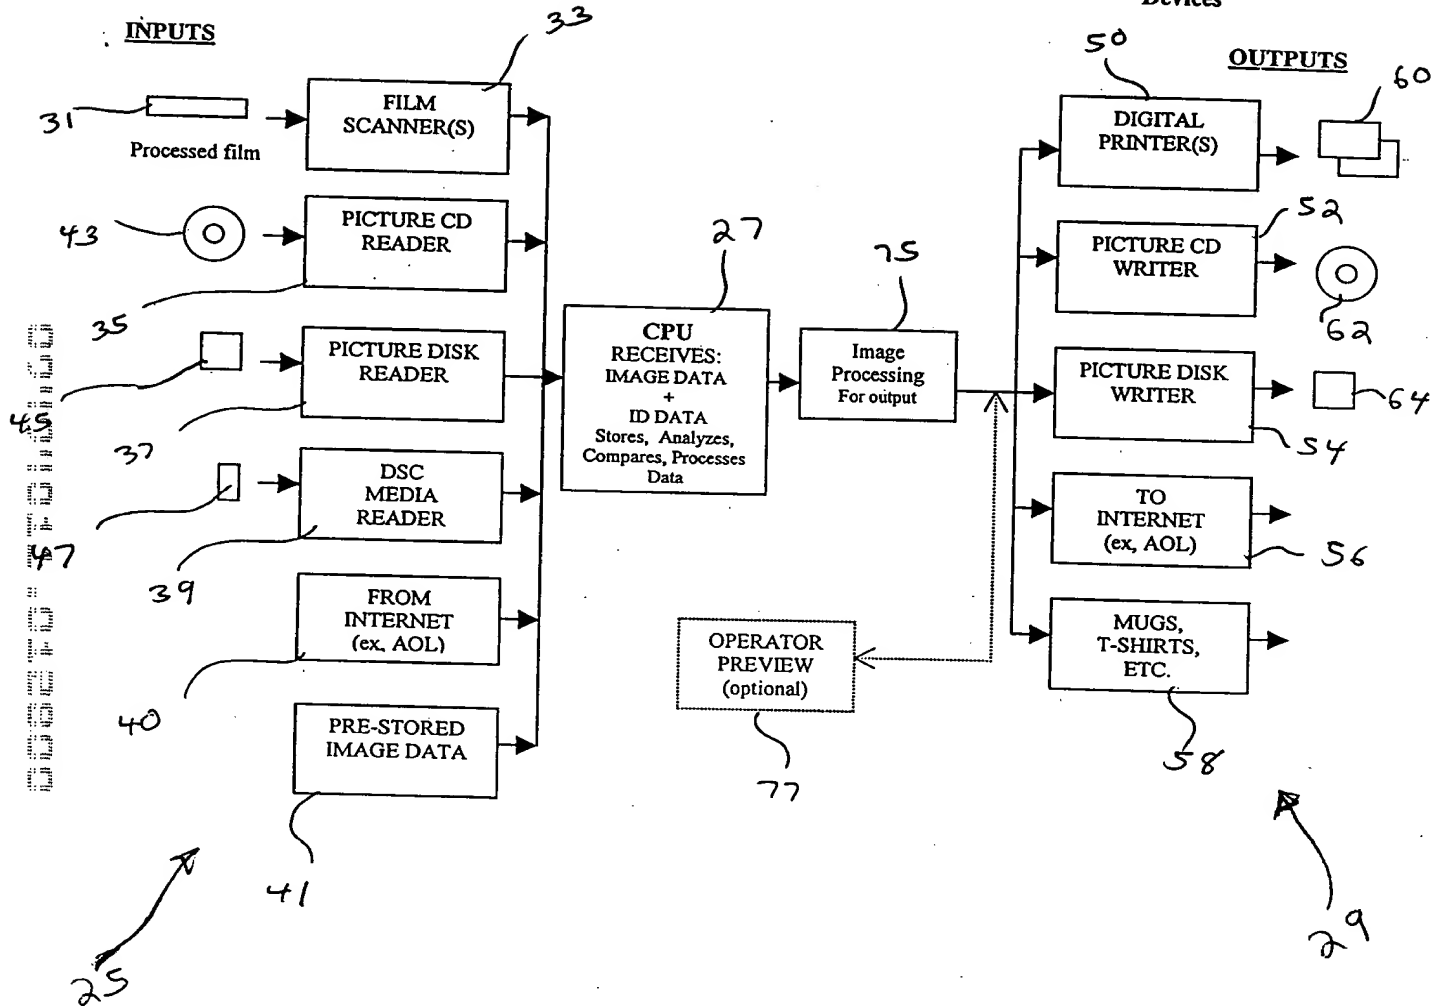 Devices
INPUTS
OUTPUTS
33
50
60
31
Processed film
FILM
SCANNER(S)
DIGITAL
PRINTER(S)
43
PICTURE CD
READER
35
27
75
52
PICTURE CD
WRITER
62
45
PICTURE DISK
READER
37
CPU
RECEIVES:
IMAGE DATA
+
ID DATA
Stores, Analyzes,
Compares, Processes
Data
Image
Processing
For output
PICTURE DISK
WRITER
64
54
47
DSC
MEDIA
READER
39
TO
INTERNET
(ex, AOL)
56
FROM
INTERNET
(ex, AOL)
40
OPERATOR
PREVIEW
(optional)
77
MUGS,
T-SHIRTS,
ETC.
58
PRE-STORED
IMAGE DATA
41
25
29